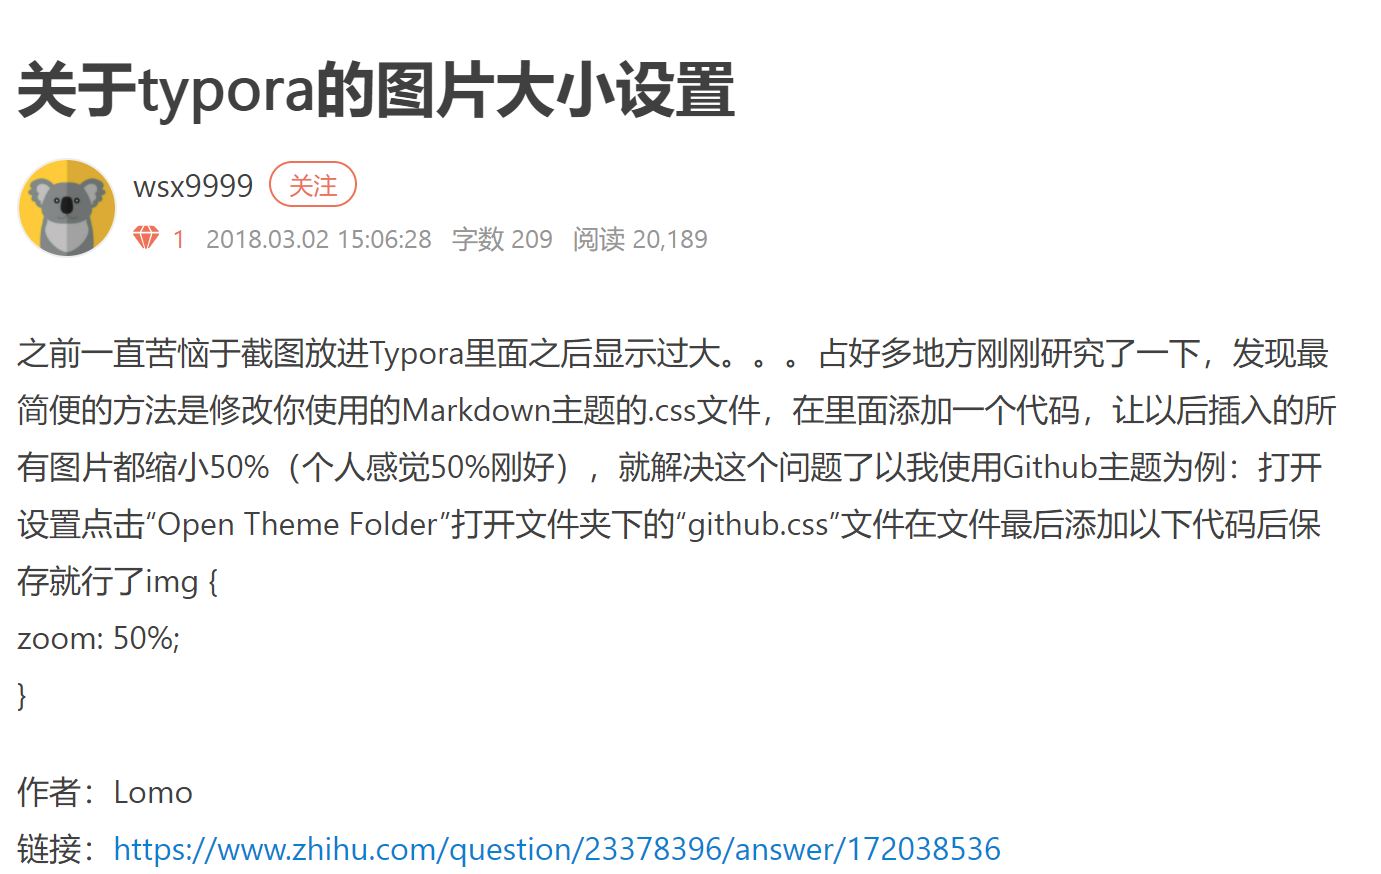 关于typora的图片大小设置
wsx9999 关注
1 2018.03.02 15:06:28 字数 209 阅读 20,189
之前一直苦恼于截图放进Typora里面之后显示过大。。。占好多地方刚刚研究了一下，发现最
简便的方法是修改你使用的Markdown主题的.css文件，在里面添加一个代码，让以后插入的所
有图片都缩小50%（个人感觉50%刚好），就解决这个问题了以我使用Github主题为例：打开
设置点击“Open Theme Folder”打开文件夹下的“github.css”文件在文件最后添加以下代码后保
存就行了img {
zoom: 50%;
}
作者：Lomo
链接：https://www.zhihu.com/question/23378396/answer/172038536